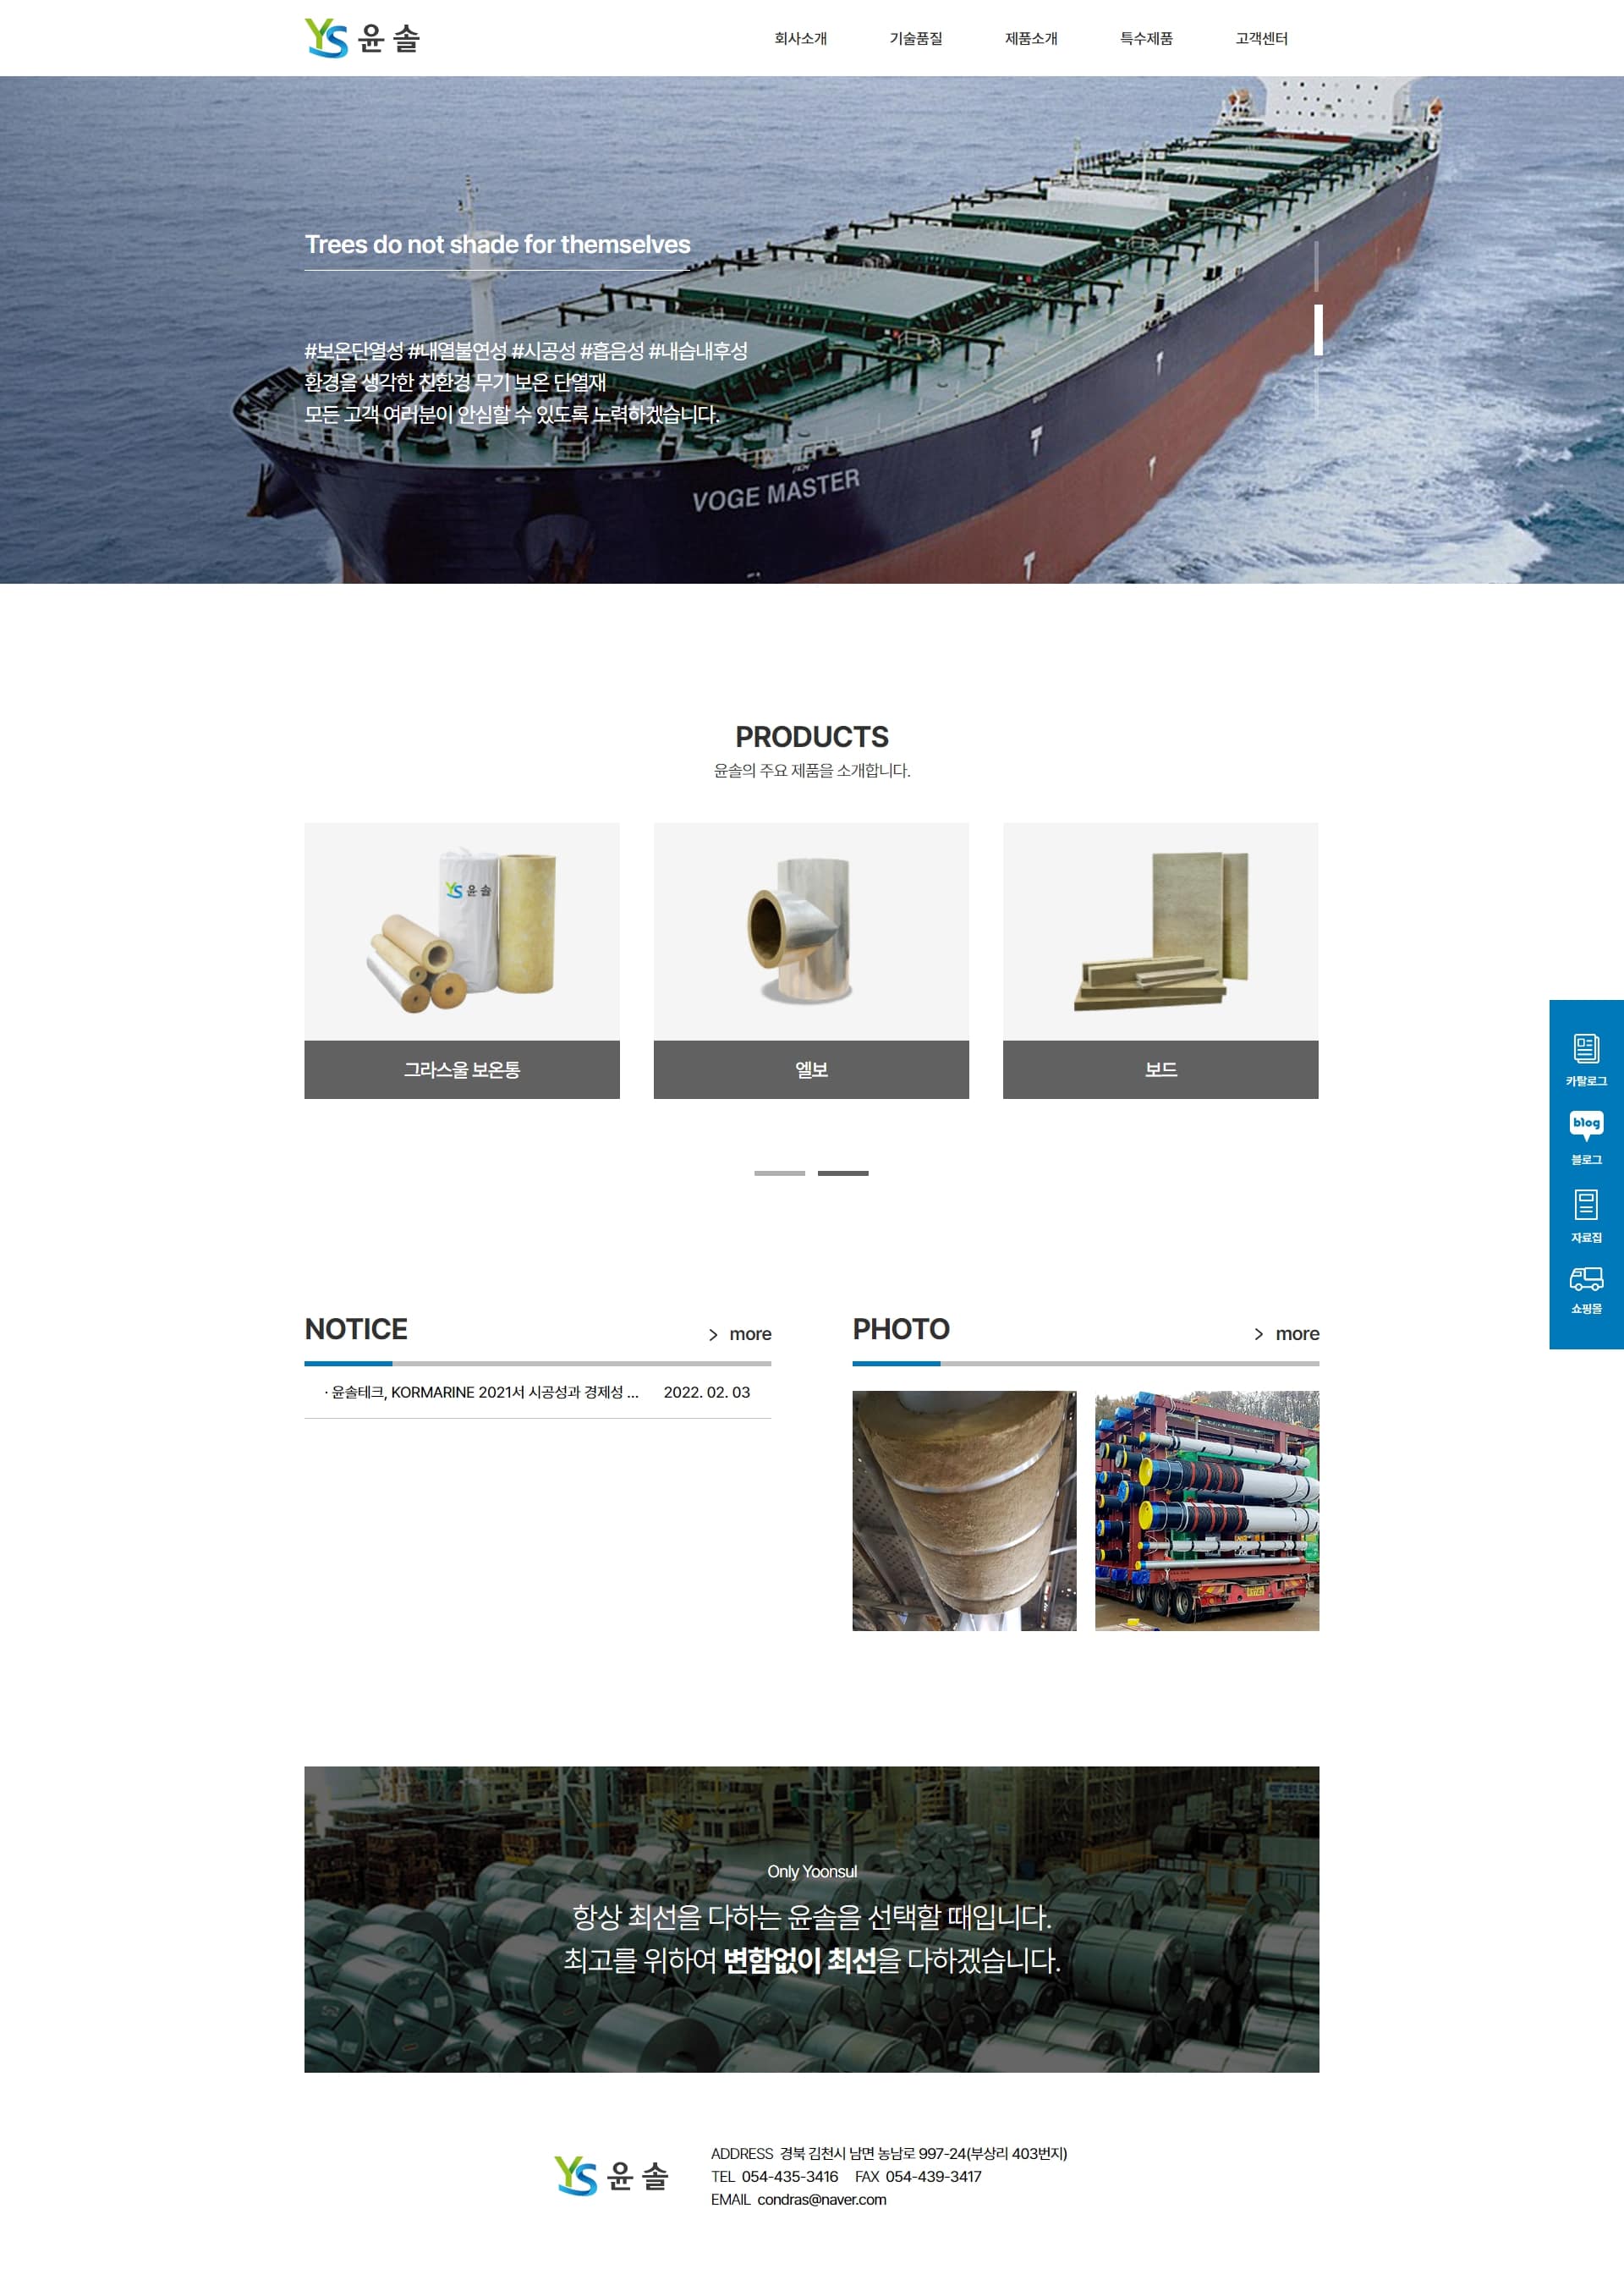 YS 윤솔
회사소개 기술품질 제품소개 특수제품 고객센터
Trees do not shade for themselves
#보온단열성 #내열불연성 #시공성 #흡음성 #내습내후성
환경을 생각한 친환경 무기 보온 단열재
모든 고객 여러분이 안심할 수 있도록 노력하겠습니다.
VOGE MASTER
PRODUCTS
윤솔의 주요 제품을 소개합니다.
YS 윤솔
그라스울 보온통
엘보
보드
카탈로그
blog
블로그
자료집
쇼핑몰
NOTICE
> more
· 윤솔테크, KORMARINE 2021서 시공성과 경제성 ... 2022. 02. 03
PHOTO
> more
Only Yoonsul
항상 최선을 다하는 윤솔을 선택할 때입니다.
최고를 위하여 변함없이 최선을 다하겠습니다.
YS 윤솔
ADDRESS 경북 김천시 남면 농남로 997-24(부상리 403번지)
TEL 054-435-3416 FAX 054-439-3417
EMAIL condras@naver.com